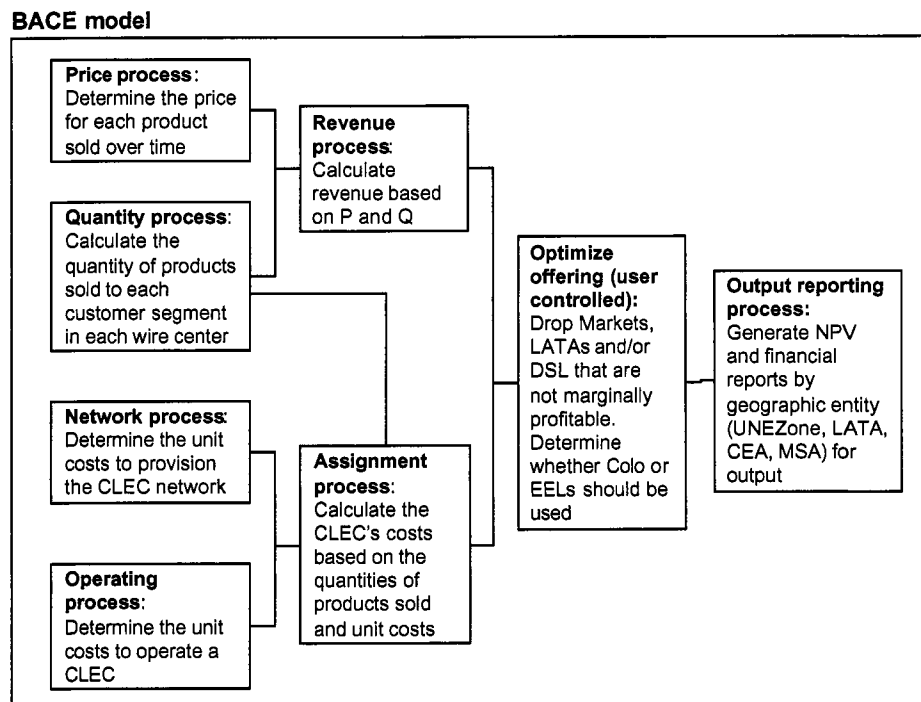 BACE model
Price process:
Determine the price
for each product
sold over time
Quantity process:
Calculate the
quantity of products
sold to each
customer segment
in each wire center
Network process:
Determine the unit
costs to provision
the CLEC network
Operating
process:
Determine the unit
costs to operate a
CLEC
Revenue
process:
Calculate
revenue based
on P and Q
Assignment
process:
Calculate the
CLEC's costs
based on the
quantities of
products sold
and unit costs
Optimize
offering (user
controlled):
Drop Markets,
LATAs and/or
DSL that are
not marginally
profitable.
Determine
whether Colo or
EELs should be
used
Output reporting
process:
Generate NPV
and financial
reports by
geographic entity
(UNEZone, LATA,
CEA, MSA) for
output